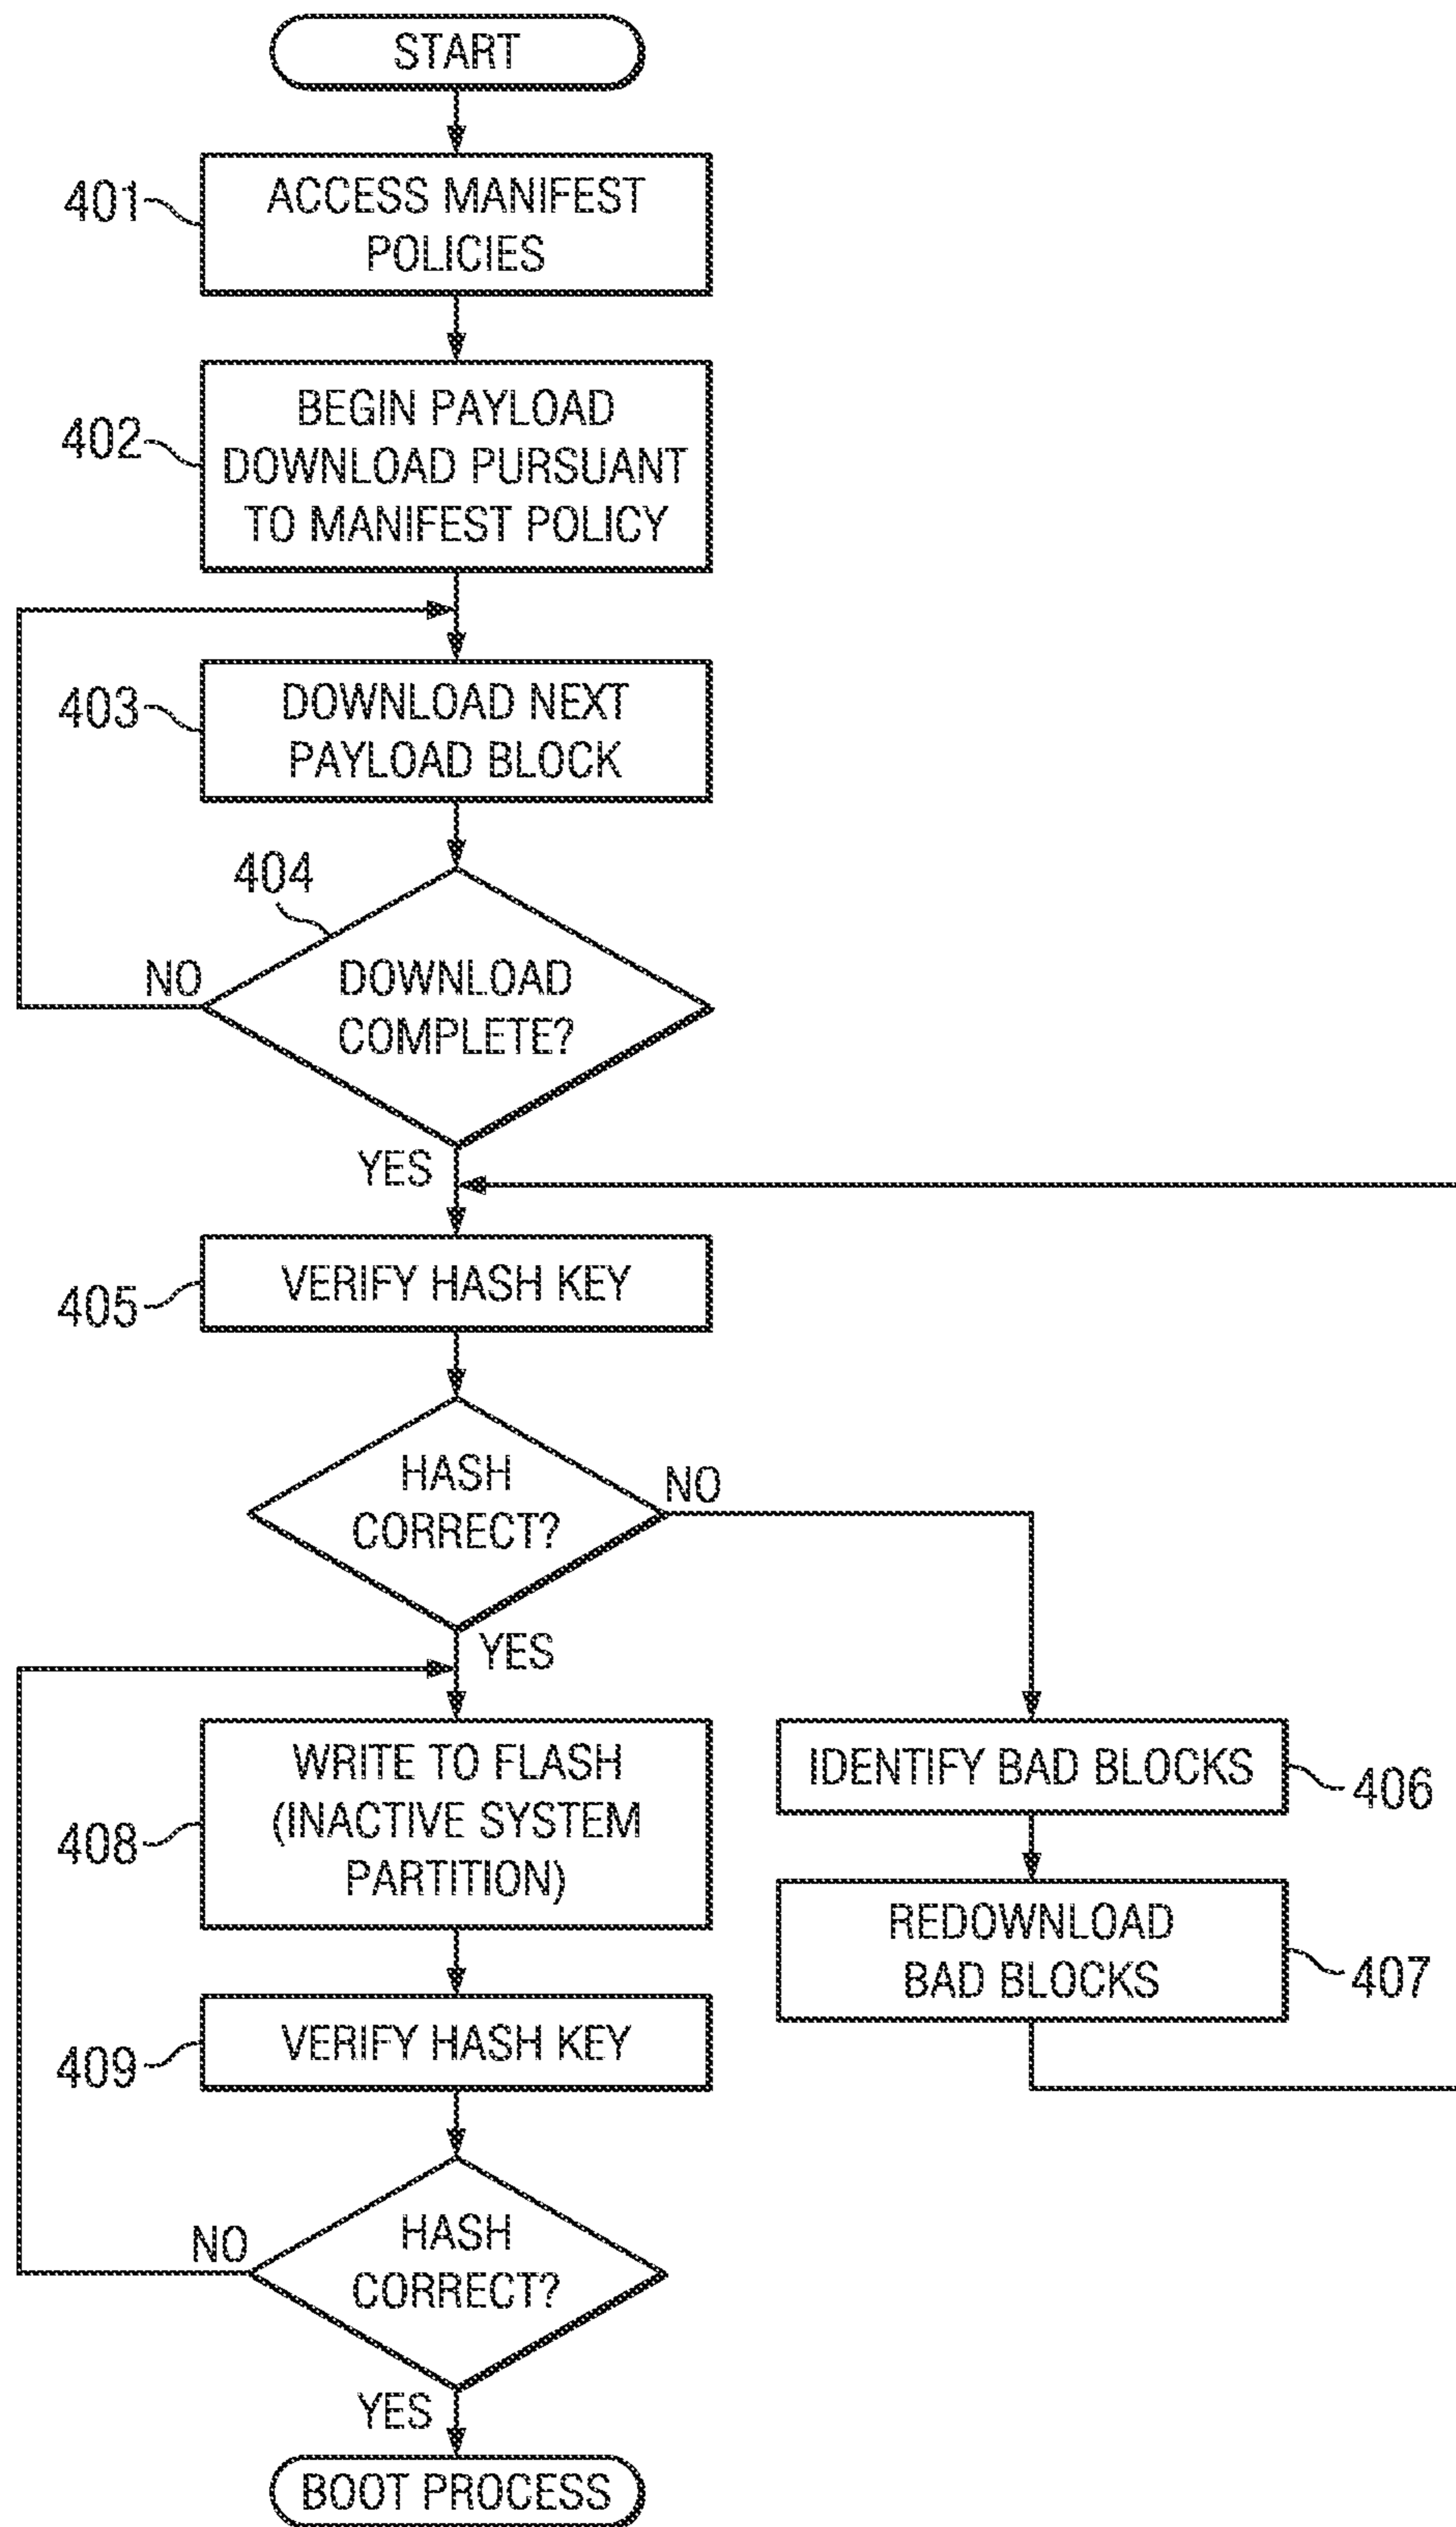 START
401
ACCESS MANIFEST
POLICIES
402
BEGIN PAYLOAD
DOWNLOAD PURSUANT
TO MANIFEST POLICY
403
DOWNLOAD NEXT
PAYLOAD BLOCK
404
NO
DOWNLOAD
COMPLETE?
YES
405
VERIFY HASH KEY
HASH
CORRECT?
NO
YES
408
WRITE TO FLASH
(INACTIVE SYSTEM
PARTITION)
IDENTIFY BAD BLOCKS
406
REDOWNLOAD
BAD BLOCKS
407
409
VERIFY HASH KEY
NO
HASH
CORRECT?
YES
BOOT PROCESS